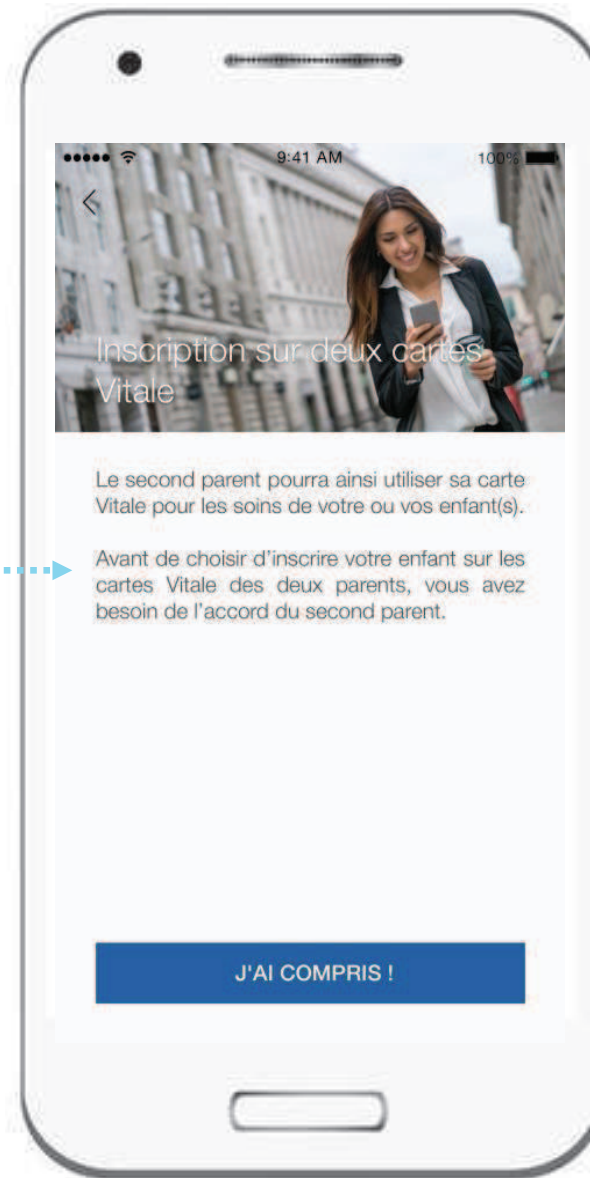 9:41 AM
100%
Inscription sur deux cartes
Vitale
Le second parent pourra ainsi utiliser sa carte
Vitale pour les soins de votre ou vos enfant(s).
Avant de choisir d'inscrire votre enfant sur les
cartes Vitale des deux parents, vous avez
besoin de l'accord du second parent.
J'AI COMPRIS !